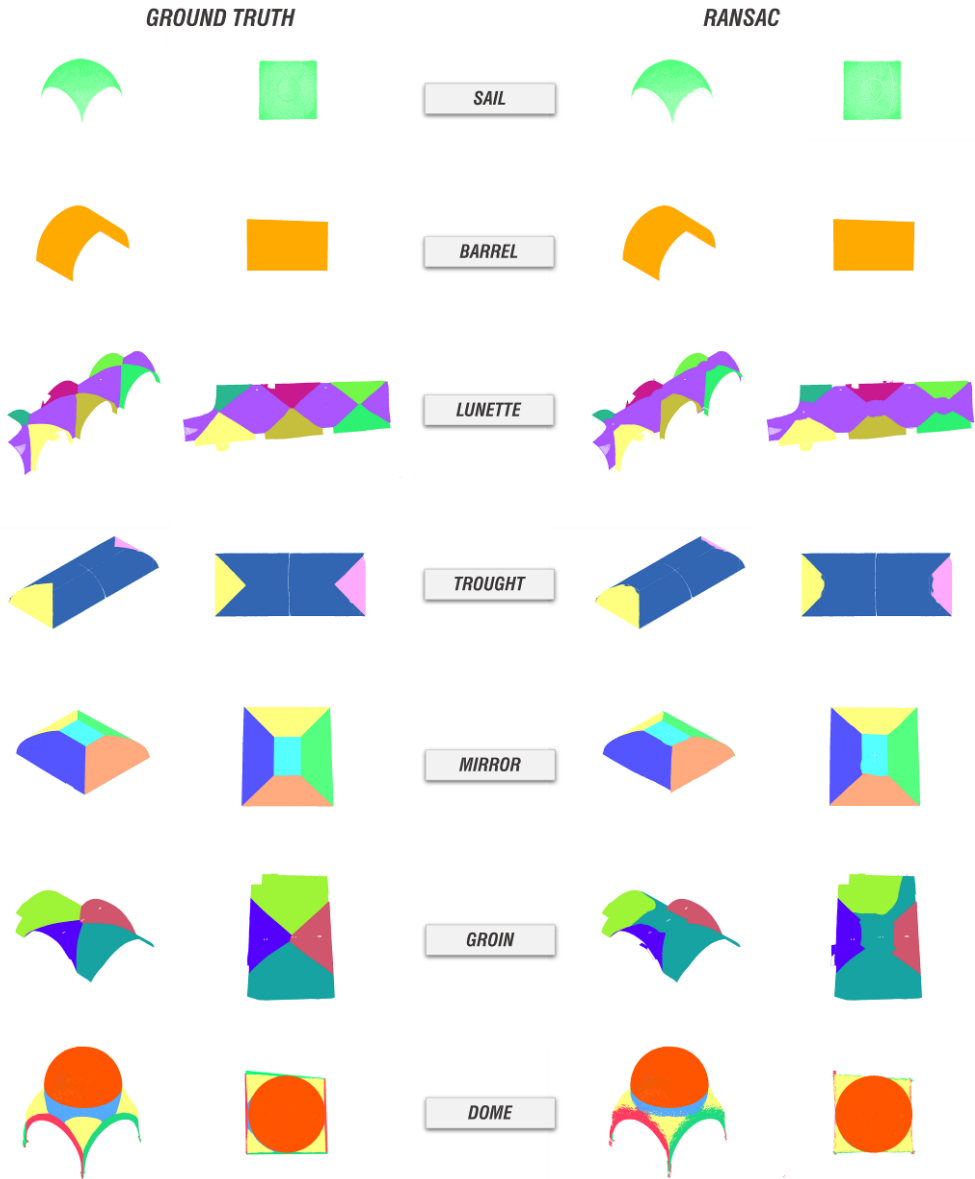 GROUND TRUTH
RANSAC
SAIL
BARREL
LUNETTE
TROUGHT
MIRROR
GROIN
DOME